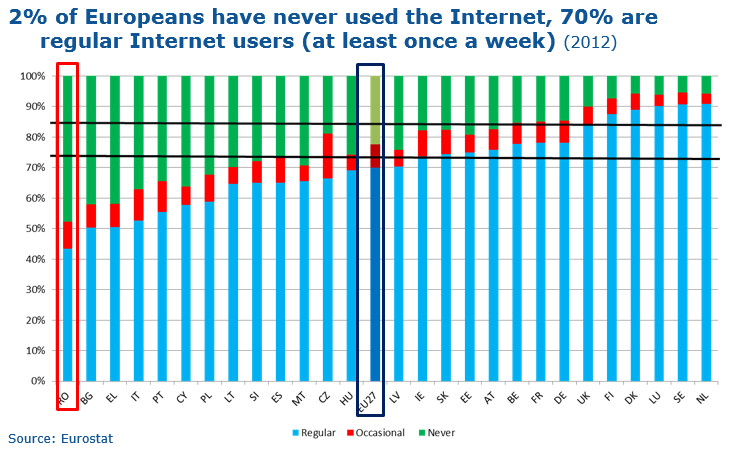 2% of Europeans have never used the Internet, 70% are
regular Internet users (at least once a week) (2012)
100%
90%
80%
70%
60%
50%
40%
30%
20%
10%
0%
RO BG EL IT PT CY PL LT SI ES MT CZ HU EU27 LV IE SK EE AT BE FR DE UK FI DK LU SE NL
Regular Occasional Never
Source: Eurostat